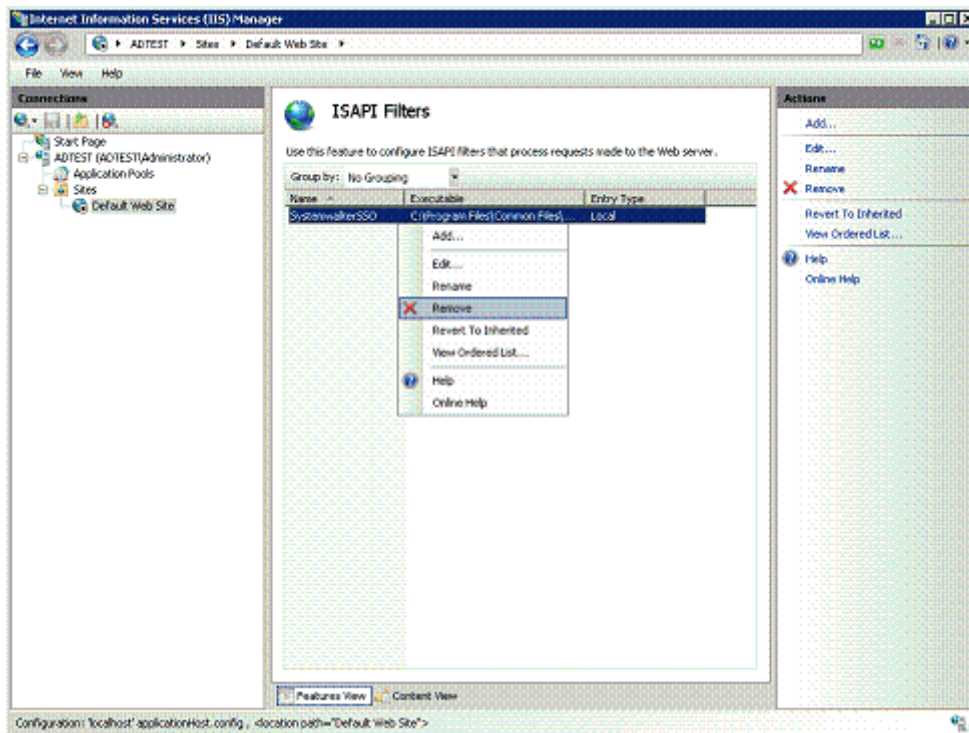 Internet Information Services (IIS) Manager
ADTEST Sites Default Web Site
File View Help
Connections
Start Page
ADTEST (ADTEST\Administrator)
Application Pools
Sites
Default Web Site
ISAPI Filters
Use this feature to configure ISAPI filters that process requests made to the Web server.
Group by: No Grouping
Name Executable Entry Type
SystemwalkerSSO C:\Program Files\Common Files\... Local
Add...
Edit...
Rename
Remove
Revert To Inherited
View Ordered List...
Help
Online Help
Features View Content View
Actions
Add...
Edit...
Rename
Remove
Revert To Inherited
View Ordered List...
Help
Online Help
Configuration: 'localhost' applicationHost.config , <location path="Default Web Site">